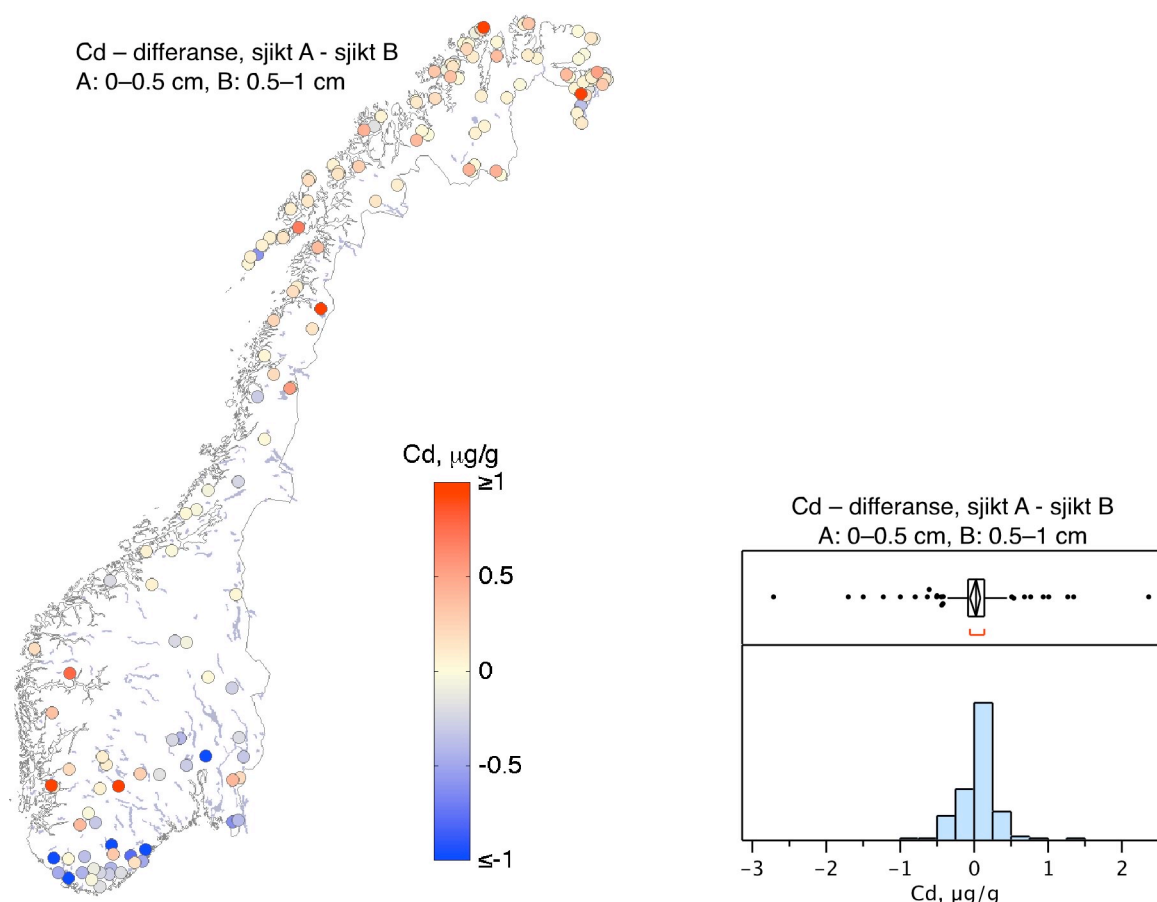 Cd – differanse, sjikt A - sjikt B
A: 0–0.5 cm, B: 0.5–1 cm
Cd, µg/g
≥1
0.5
0
-0.5
≤-1
Cd – differanse, sjikt A - sjikt B
A: 0–0.5 cm, B: 0.5–1 cm
−3 −2 −1 0 1 2
Cd, µg/g